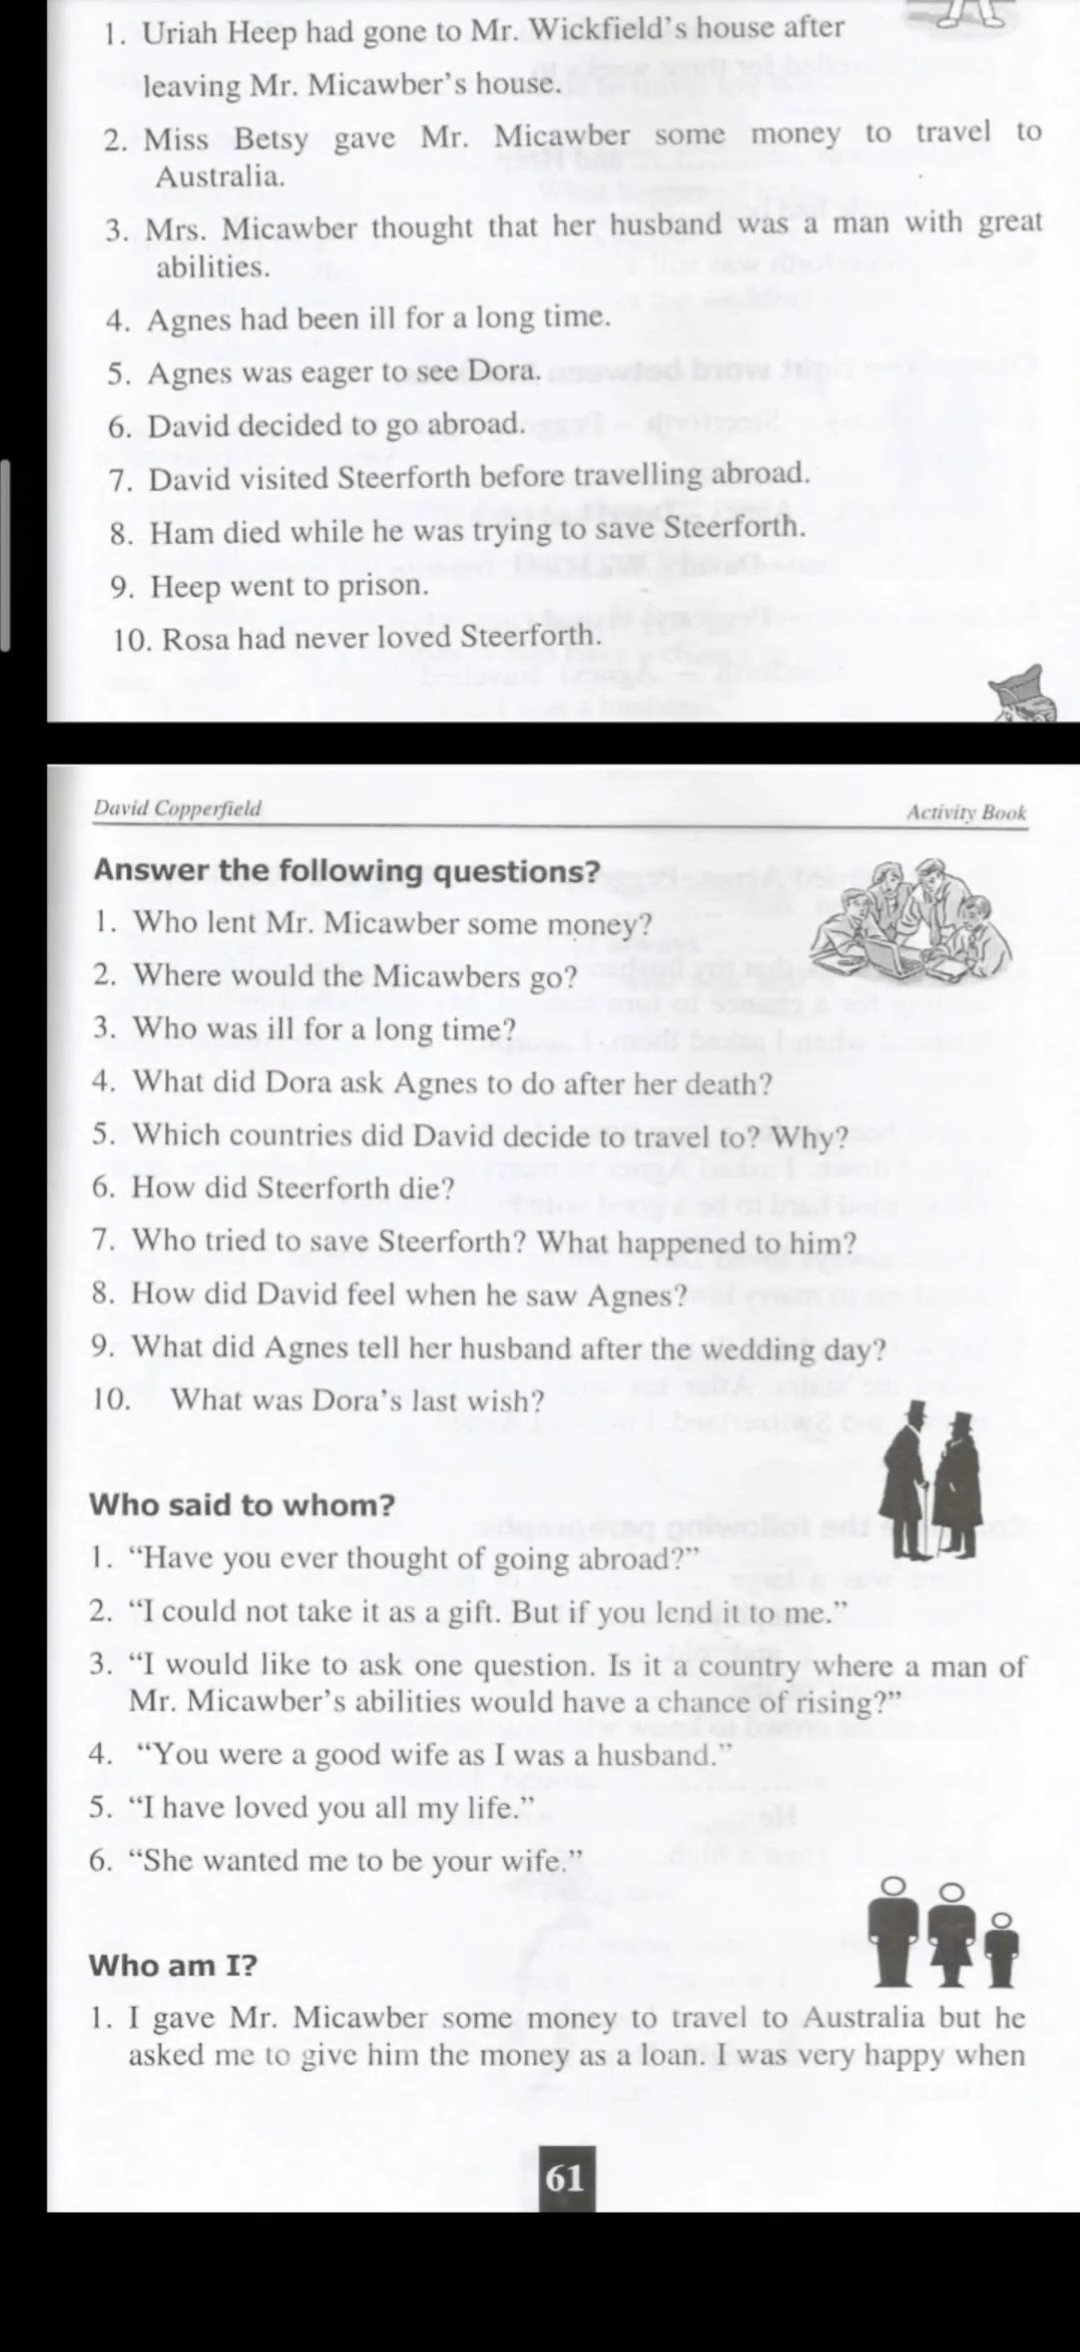 1. Uriah Heep had gone to Mr. Wickfield's house after
leaving Mr. Micawber's house.
2. Miss Betsy gave Mr. Micawber some money to travel to
Australia.
3. Mrs. Micawber thought that her husband was a man with great
abilities.
4. Agnes had been ill for a long time.
5. Agnes was eager to see Dora.
6. David decided to go abroad.
7. David visited Steerforth before travelling abroad.
8. Ham died while he was trying to save Steerforth.
9. Heep went to prison.
10. Rosa had never loved Steerforth.
David Copperfield Activity Book
Answer the following questions?
1. Who lent Mr. Micawber some money?
2. Where would the Micawbers go?
3. Who was ill for a long time?
4. What did Dora ask Agnes to do after her death?
5. Which countries did David decide to travel to? Why?
6. How did Steerforth die?
7. Who tried to save Steerforth? What happened to him?
8. How did David feel when he saw Agnes?
9. What did Agnes tell her husband after the wedding day?
10. What was Dora's last wish?
Who said to whom?
1. “Have you ever thought of going abroad?”
2. “I could not take it as a gift. But if you lend it to me.”
3. “I would like to ask one question. Is it a country where a man of
Mr. Micawber's abilities would have a chance of rising?”
4. “You were a good wife as I was a husband.”
5. “I have loved you all my life.”
6. “She wanted me to be your wife.”
Who am I?
1. I gave Mr. Micawber some money to travel to Australia but he
asked me to give him the money as a loan. I was very happy when
61